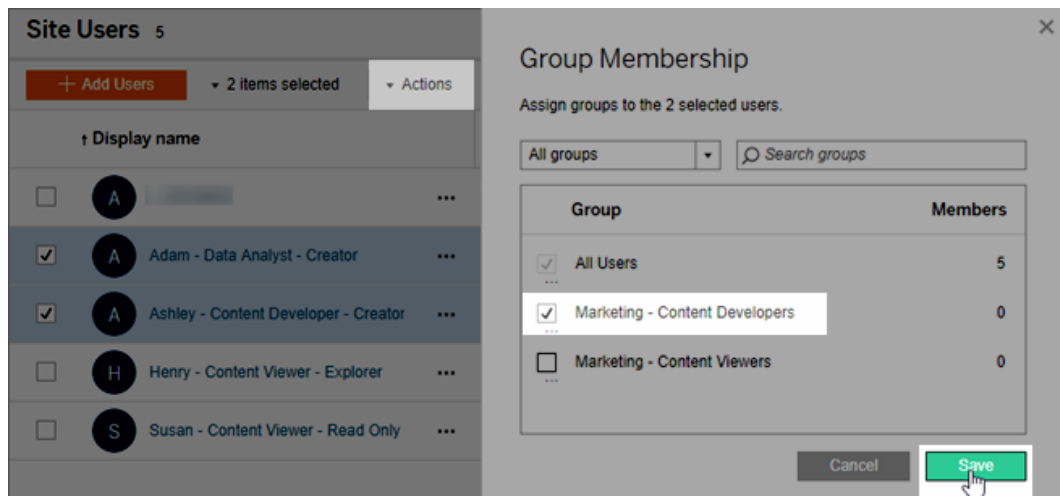 Site Users 5
+ Add Users 2 items selected Actions
↑ Display name
A
A Adam - Data Analyst - Creator
A Ashley - Content Developer - Creator
H Henry - Content Viewer - Explorer
S Susan - Content Viewer - Read Only
Group Membership
Assign groups to the 2 selected users.
All groups Search groups
Group Members
All Users 5
Marketing - Content Developers 0
Marketing - Content Viewers 0
Cancel Save